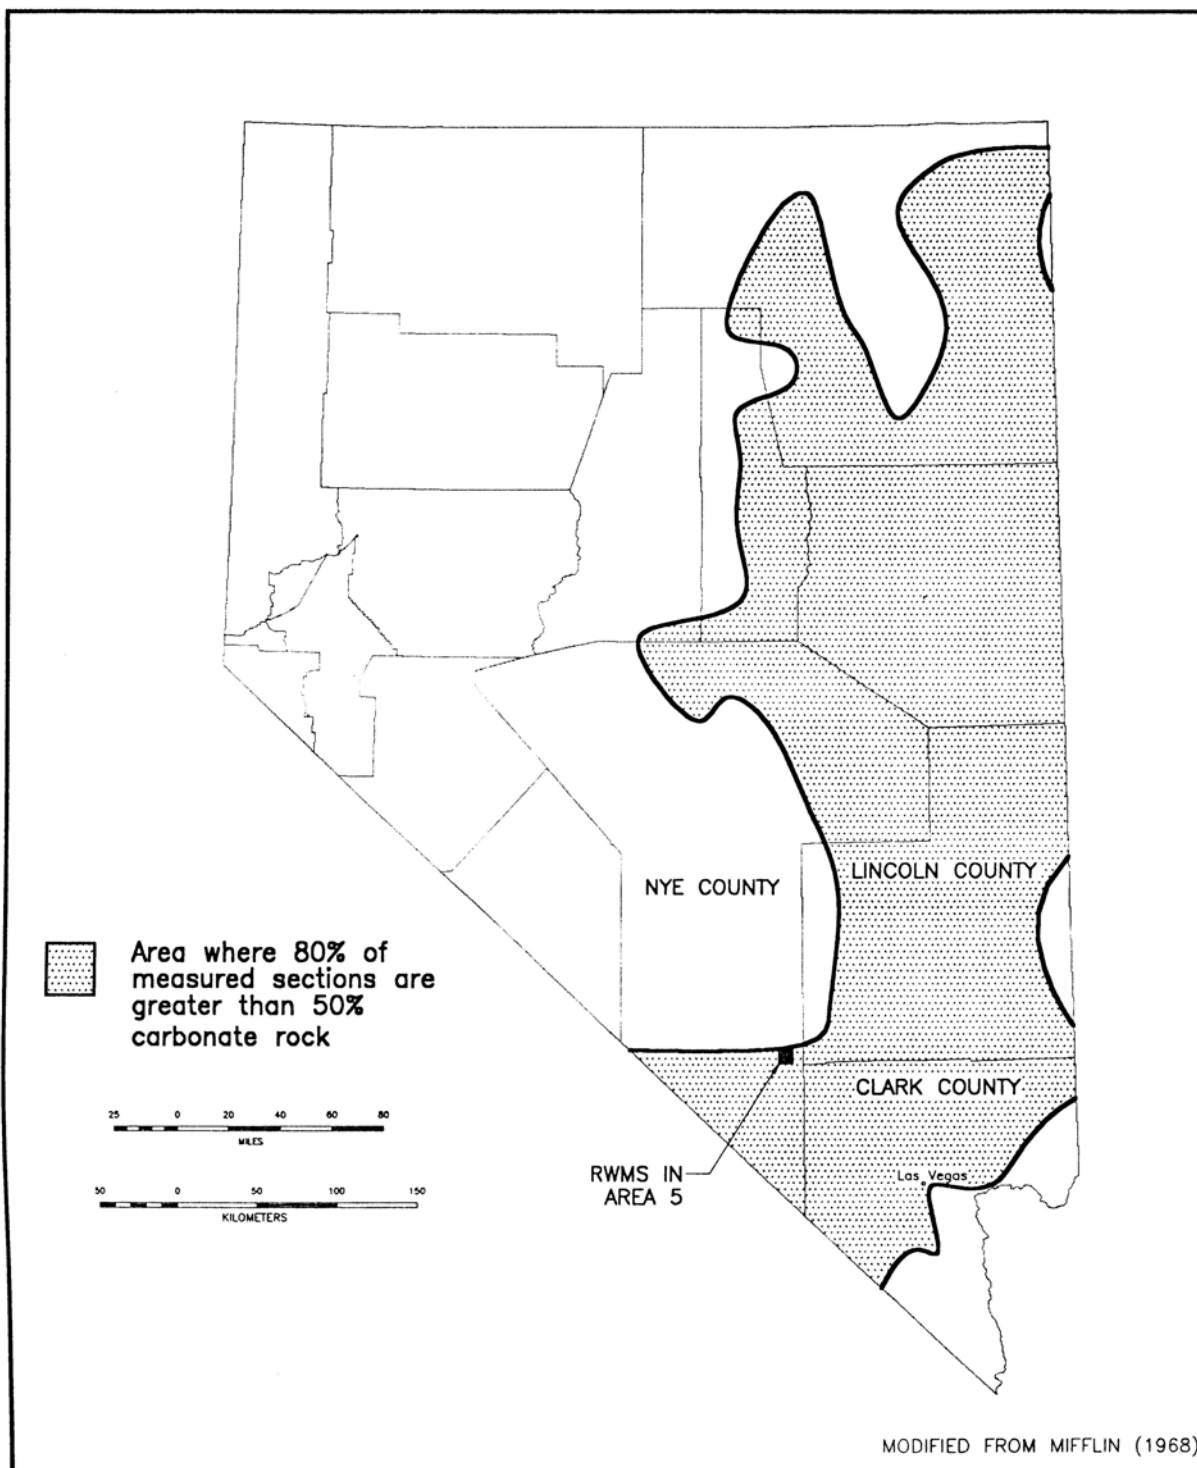 NYE COUNTY
LINCOLN COUNTY
Area where 80% of
measured sections are
greater than 50%
carbonate rock
CLARK COUNTY
25 0 20 40 60 80
MILES
RWMS IN
AREA 5
Las Vegas
50 0 50 100 150
KILOMETERS
MODIFIED FROM MIFFLIN (1968)